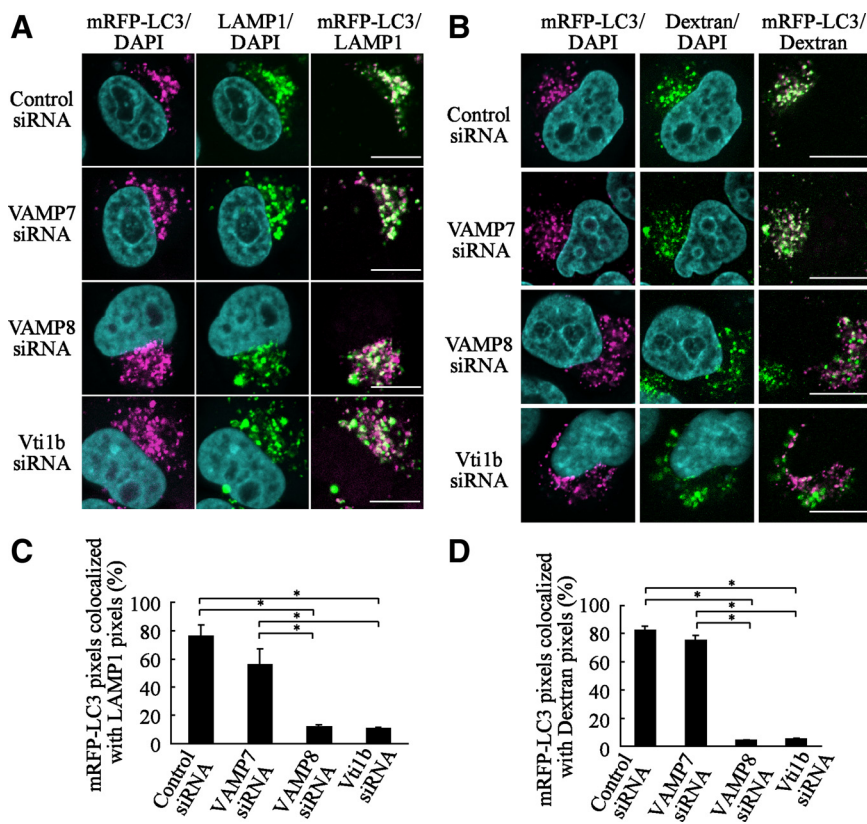 A
mRFP-LC3/
DAPI
LAMP1/
DAPI
mRFP-LC3/
LAMP1
Control
siRNA
VAMP7
siRNA
VAMP8
siRNA
Vti1b
siRNA
B
mRFP-LC3/
DAPI
Dextran/
DAPI
mRFP-LC3/
Dextran
Control
siRNA
VAMP7
siRNA
VAMP8
siRNA
Vti1b
siRNA
C
mRFP-LC3 pixels colocalized
with LAMP1 pixels (%)
100
80
60
40
20
0
*
*
*
*
Control
siRNA
VAMP7
siRNA
VAMP8
siRNA
Vti1b
siRNA
D
mRFP-LC3 pixels colocalized
with Dextran pixels (%)
100
80
60
40
20
0
*
*
*
*
Control
siRNA
VAMP7
siRNA
VAMP8
siRNA
Vti1b
siRNA